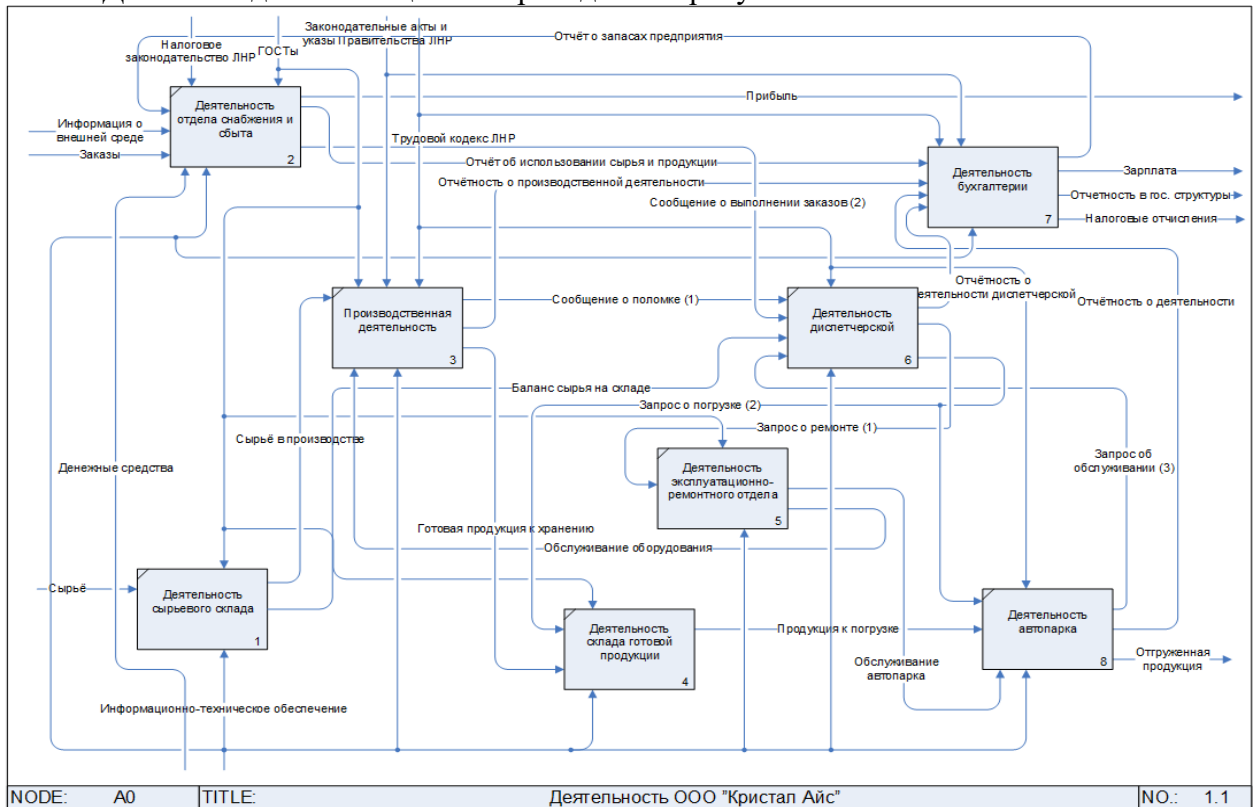 Законодательные акты и
указы Правительства ЛНР
Налоговое
законодательство ЛНР
ГОСТы
Отчёт о запасах предприятия
Деятельность
отдела снабжения и
сбыта
2
Прибыль
Информация о
внешней среде
Заказы
Трудовой кодекс ЛНР
Отчёт об использовании сырья и продукции
Отчётность о производственной деятельности
Сообщение о выполнении заказов (2)
Деятельность
бухгалтерии
7
Зарплата
Отчетность в гос. структуры
Налоговые отчисления
Производственная
деятельность
3
Сообщение о поломке (1)
Деятельность
диспетчерской
6
Отчётность о
деятельности диспетчерской
Отчётность о деятельности
Баланс сырья на складе
Запрос о погрузке (2)
Запрос о ремонте (1)
Сырьё в производстве
Денежные средства
Деятельность
эксплуатационно-
ремонтного отдела
5
Запрос об
обслуживании (3)
Готовая продукция к хранению
Обслуживание оборудования
Сырьё
Деятельность
сырьевого склада
1
Деятельность
склада готовой
продукции
4
Продукция к погрузке
Деятельность
автопарка
8
Обслуживание
автопарка
Отгруженная
продукция
Информационно-техническое обеспечение
NODE: A0 TITLE: Деятельность ООО "Кристал Айс" NO.: 1.1